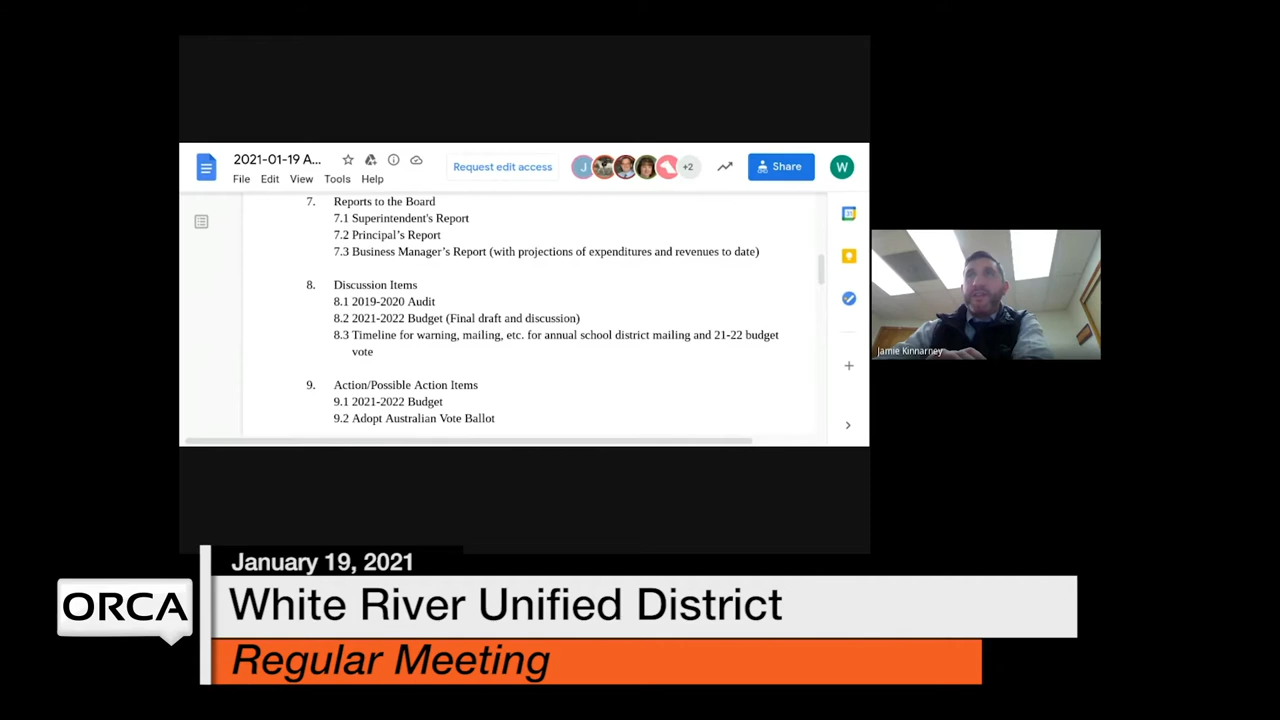 2021-01-19 A...
File Edit View Tools Help
Request edit access
J
+2
Share
W
7. Reports to the Board
7.1 Superintendent's Report
7.2 Principal's Report
7.3 Business Manager's Report (with projections of expenditures and revenues to date)
8. Discussion Items
8.1 2019-2020 Audit
8.2 2021-2022 Budget (Final draft and discussion)
8.3 Timeline for warning, mailing, etc. for annual school district mailing and 21-22 budget
vote
9. Action/Possible Action Items
9.1 2021-2022 Budget
9.2 Adopt Australian Vote Ballot
Jamie Kinnarney
January 19, 2021
ORCA
White River Unified District
Regular Meeting